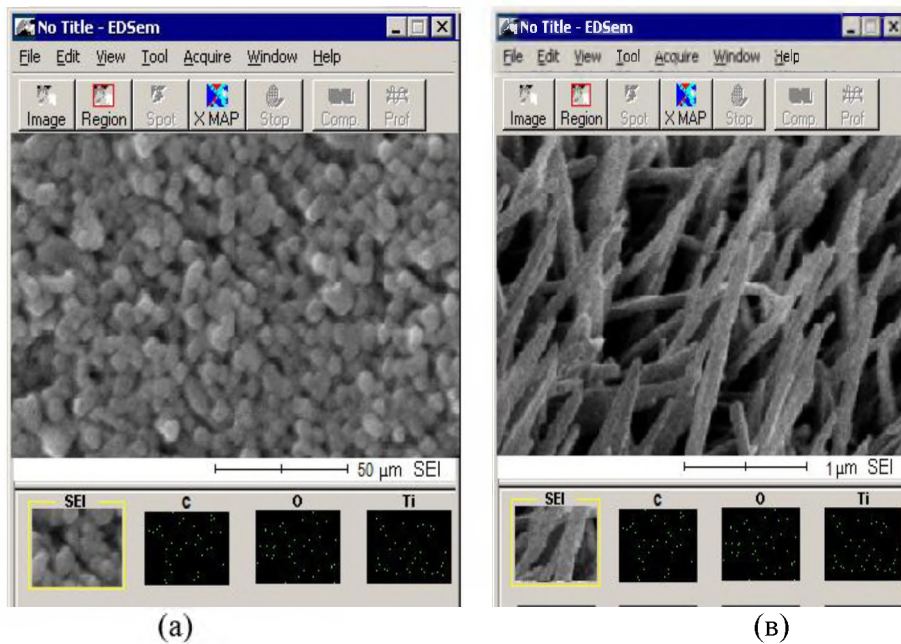 No Title - EDSem
File Edit View Tool Acquire Window Help
Image Region Spot X MAP Stop Comp. Prof
50 μm SEI
SEI C O Ti
(а)
No Title - EDSem
File Edit View Tool Acquire Window Help
Image Region Spot X MAP Stop Comp. Prof
1 μm SEI
SEI C O Ti
(в)